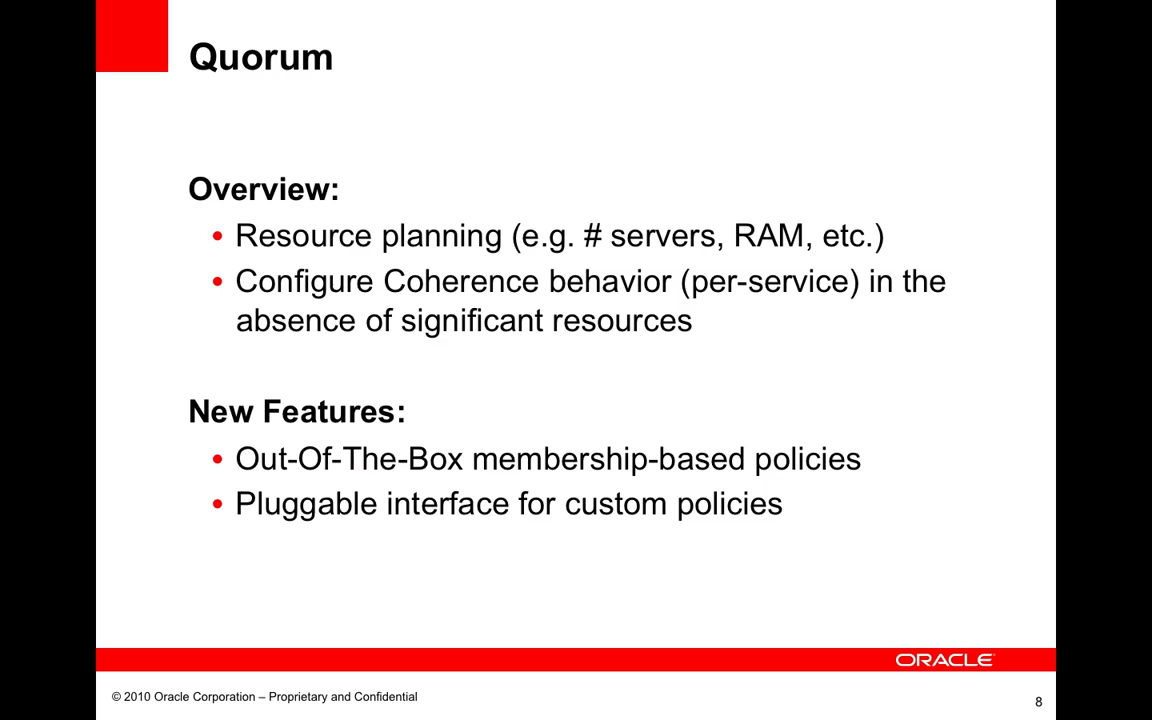 Quorum
Overview:
• Resource planning (e.g. # servers, RAM, etc.)
• Configure Coherence behavior (per-service) in the
absence of significant resources
New Features:
• Out-Of-The-Box membership-based policies
• Pluggable interface for custom policies
ORACLE
© 2010 Oracle Corporation – Proprietary and Confidential
8